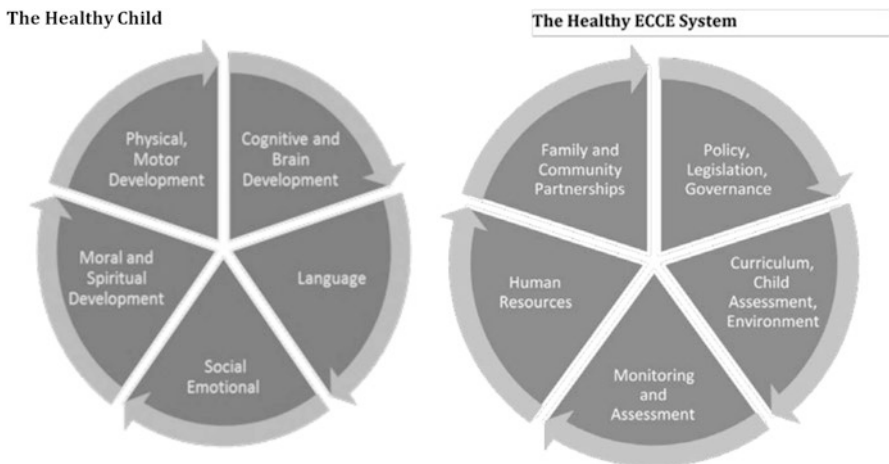 The Healthy Child
Physical,
Motor
Development
Cognitive and
Brain
Development
Moral and
Spiritual
Development
Language
Social
Emotional
The Healthy ECCE System
Family and
Community
Partnerships
Policy,
Legislation,
Governance
Human
Resources
Curriculum,
Child
Assessment,
Environment
Monitoring
and
Assessment